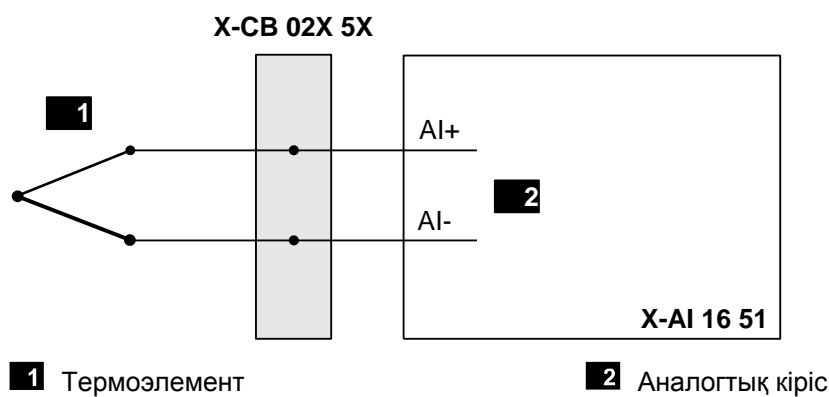 X-CB 02X 5X
1
AI+
2
AI-
X-AI 16 51
1 Термоэлемент
2 Аналогтық кіріс